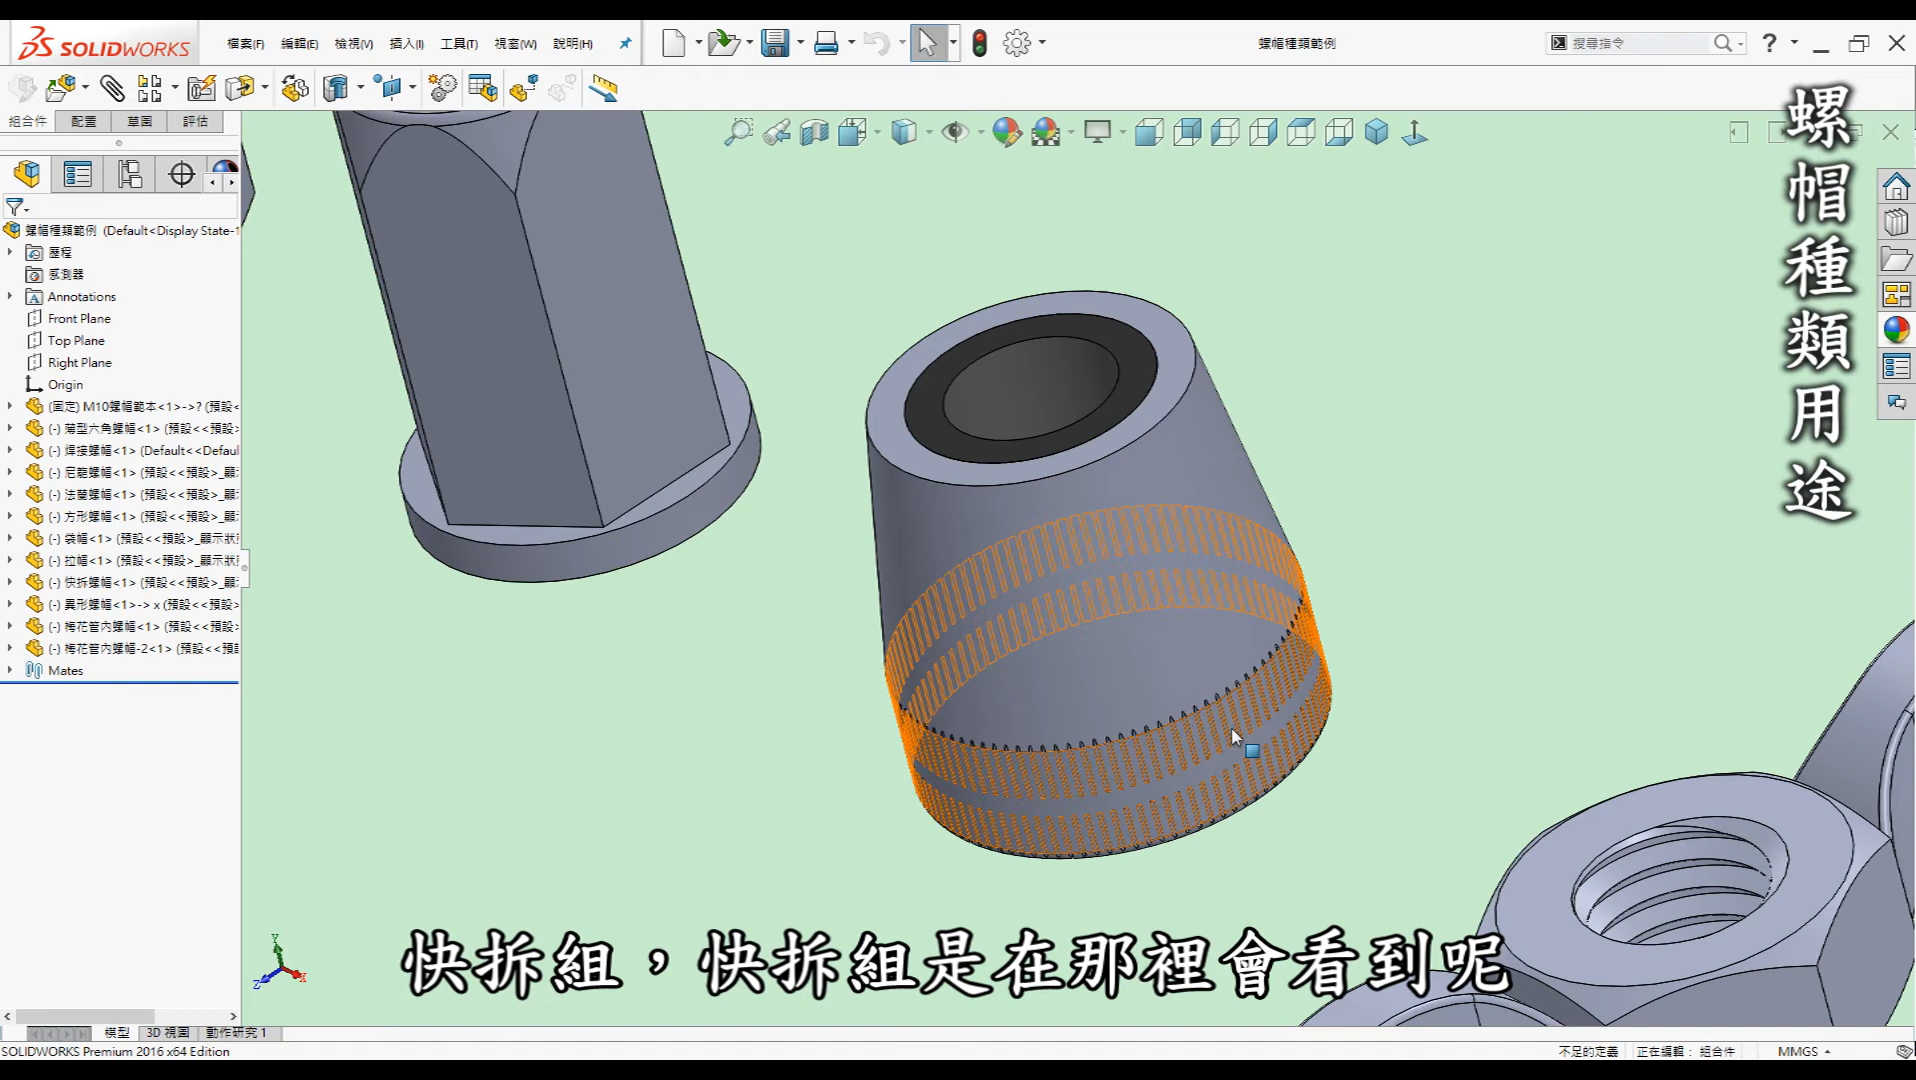 SOLIDWORKS
檔案(F) 編輯(E) 檢視(V) 插入(I) 工具(T) 視窗(W) 說明(H)
螺帽種類範例
搜尋指令
組合件 配置 草圖 評估
螺帽種類範例 (Default<Display State-1
歷程
感測器
Annotations
Front Plane
Top Plane
Right Plane
Origin
(固定) M10螺帽範本<1>->? (預設<
(-) 薄型六角螺帽<1> (預設<<預設>
(-) 焊接螺帽<1> (Default<<Defaul
(-) 尼龍螺帽<1> (預設<<預設>_顯
(-) 法蘭螺帽<1> (預設<<預設>_顯
(-) 方形螺帽<1> (預設<<預設>_顯示
(-) 袋帽<1> (預設<<預設>_顯示狀
(-) 拉帽<1> (預設<<預設>_顯示狀
(-) 快拆螺帽<1> (預設<<預設>_顯示
(-) 異形螺帽<1>-> x (預設<<預設>
(-) 梅花管內螺帽<1> (預設<<預設>
(-) 梅花管內螺帽-2<1> (預設<<預設
Mates
螺帽種類用途
快拆組，快拆組是在那裡會看到呢
模型 3D 視圖 動作研究 1
SOLIDWORKS Premium 2016 x64 Edition
不足的定義 正在編輯： 組合件 MMGS